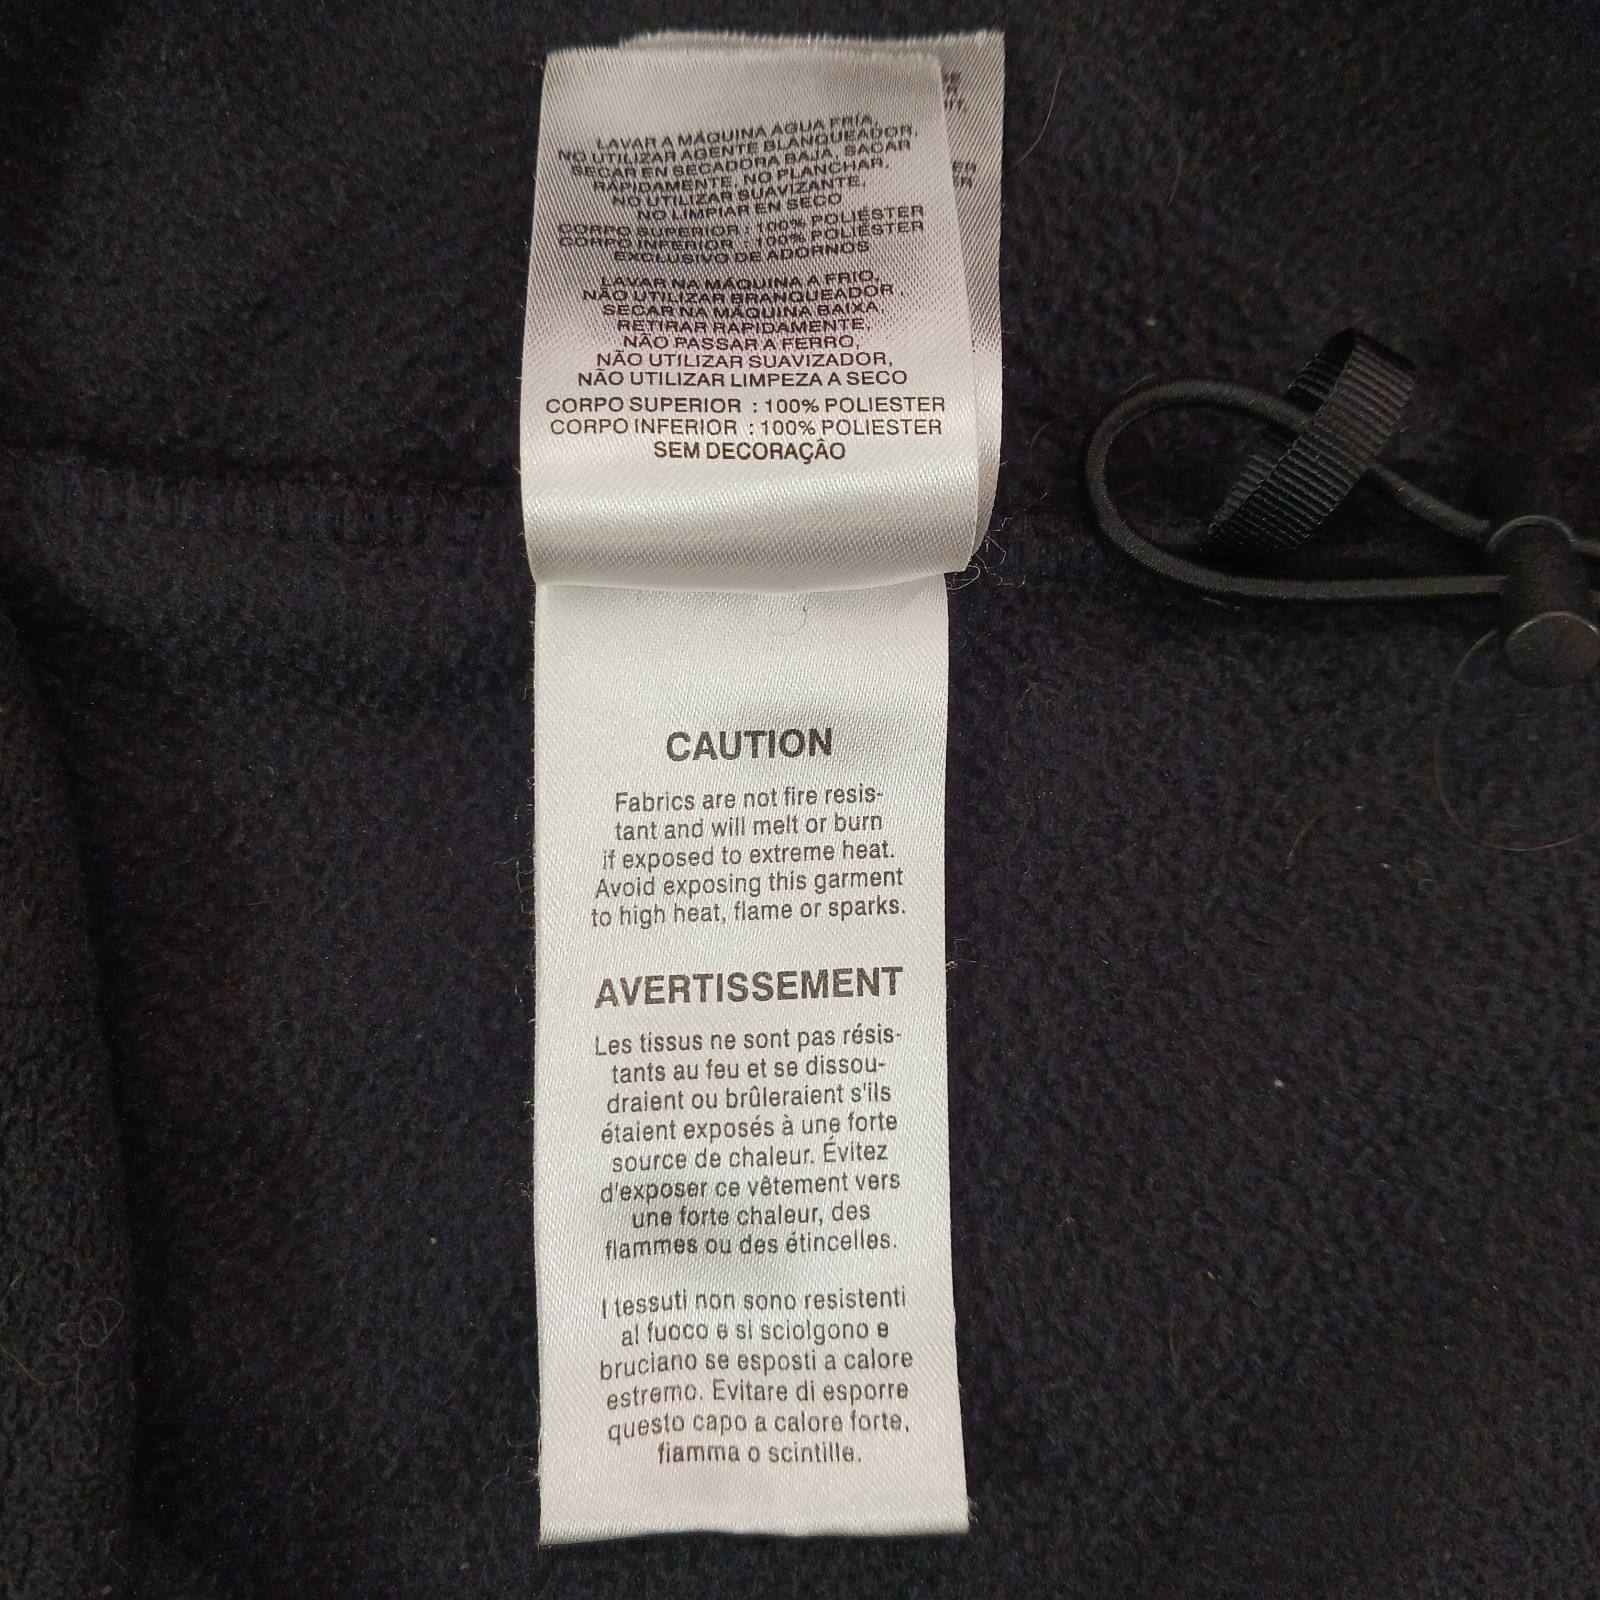 LAVAR A MÁQUINA AGUA FRÍA,
NO UTILIZAR AGENTE BLANQUEADOR,
SECAR EN SECADORA BAJA, SACAR
RÁPIDAMENTE, NO PLANCHAR,
NO UTILIZAR SUAVIZANTE,
NO LIMPIAR EN SECO
CORPO SUPERIOR : 100% POLIÉSTER
CORPO INFERIOR : 100% POLIÉSTER
EXCLUSIVO DE ADORNOS
LAVAR NA MÁQUINA A FRIO,
NÃO UTILIZAR BRANQUEADOR ,
SECAR NA MÁQUINA BAIXA,
RETIRAR RAPIDAMENTE,
NÃO PASSAR A FERRO,
NÃO UTILIZAR SUAVIZADOR,
NÃO UTILIZAR LIMPEZA A SECO
CORPO SUPERIOR : 100% POLIESTER
CORPO INFERIOR : 100% POLIESTER
SEM DECORAÇÂO
ER
ER
CAUTION
Fabrics are not fire resis-
tant and will melt or burn
if exposed to extreme heat.
Avoid exposing this garment
to high heat, flame or sparks.
AVERTISSEMENT
Les tissus ne sont pas résis-
tants au feu et se dissou-
draient ou brûleraient s'ils
étaient exposés à une forte
source de chaleur. Évitez
d'exposer ce vêtement vers
une forte chaleur, des
flammes ou des étincelles.
I tessuti non sono resistenti
al fuoco e si sciolgono e
bruciano se esposti a calore
estremo. Evitare di esporre
questo capo a calore forte,
fiamma o scintille.